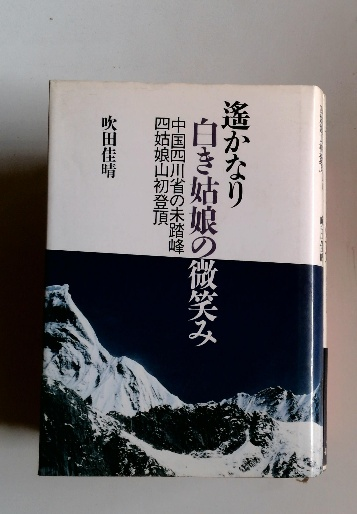 遙かなり
白き姑娘の微笑み
中国四川省の未踏峰
四姑娘山初登頂
吹田佳晴